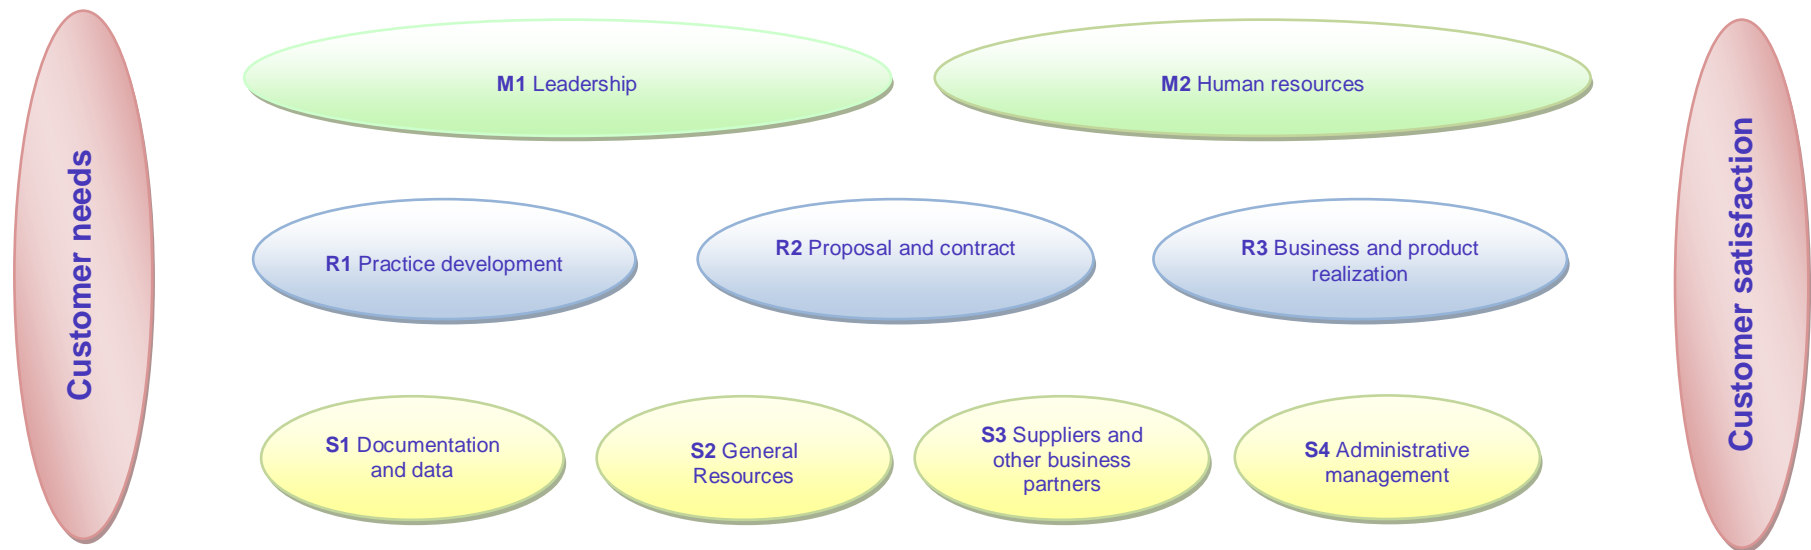 Customer needs
M1 Leadership
M2 Human resources
R1 Practice development
R2 Proposal and contract
R3 Business and product
realization
S1 Documentation
and data
S2 General
Resources
S3 Suppliers and
other business
partners
S4 Administrative
management
Customer satisfaction